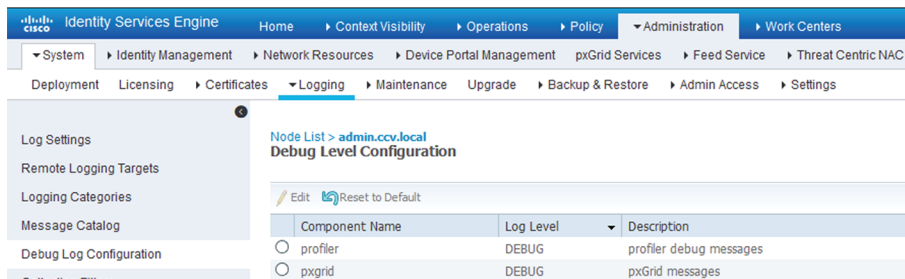 cisco Identity Services Engine Home Context Visibility Operations Policy Administration Work Centers
System Identity Management Network Resources Device Portal Management pxGrid Services Feed Service Threat Centric NAC
Deployment Licensing Certificates Logging Maintenance Upgrade Backup & Restore Admin Access Settings
Log Settings
Remote Logging Targets
Logging Categories
Message Catalog
Debug Log Configuration
Node List > admin.ccv.local
Debug Level Configuration
Edit Reset to Default
Component Name Log Level Description
profiler DEBUG profiler debug messages
pxgrid DEBUG pxGrid messages